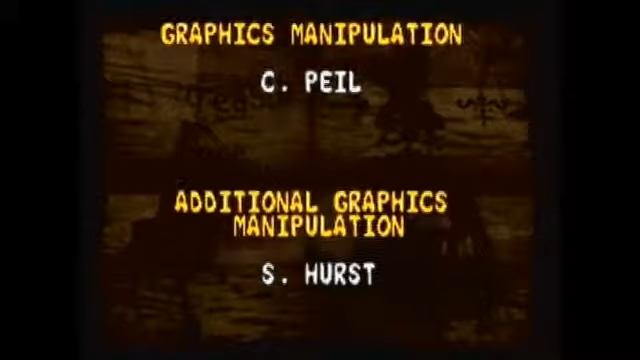 GRAPHICS MANIPULATION
C. PEIL
ADDITIONAL GRAPHICS
MANIPULATION
S. HURST